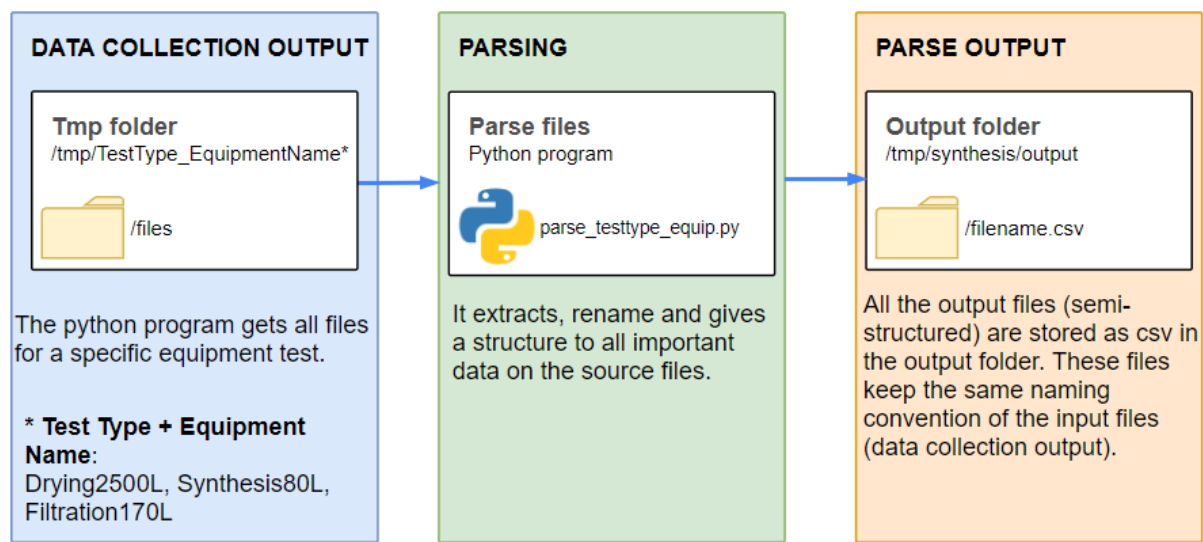 DATA COLLECTION OUTPUT
Tmp folder
/tmp/TestType_EquipmentName*
/files
The python program gets all files
for a specific equipment test.
* Test Type + Equipment
Name:
Drying2500L, Synthesis80L,
Filtration170L
PARSING
Parse files
Python program
parse_testtype_equip.py
It extracts, rename and gives
a structure to all important
data on the source files.
PARSE OUTPUT
Output folder
/tmp/synthesis/output
/filename.csv
All the output files (semi-
structured) are stored as csv in
the output folder. These files
keep the same naming
convention of the input files
(data collection output).